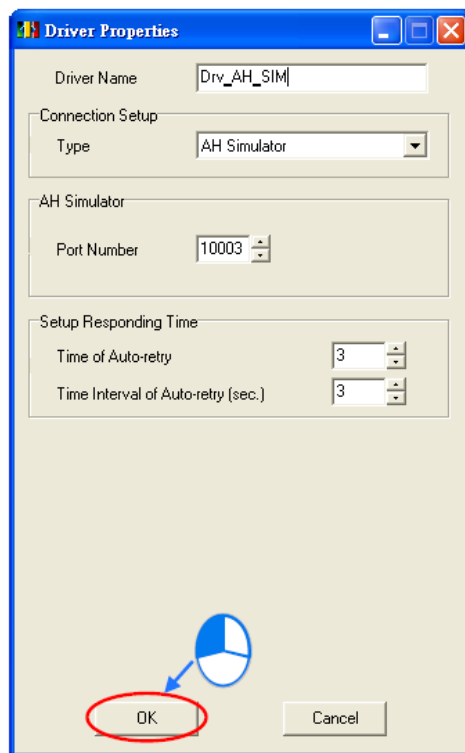 Driver Properties
Driver Name Drv_AH_SIM
Connection Setup
Type AH Simulator
AH Simulator
Port Number 10003
Setup Responding Time
Time of Auto-retry 3
Time Interval of Auto-retry (sec.) 3
OK Cancel